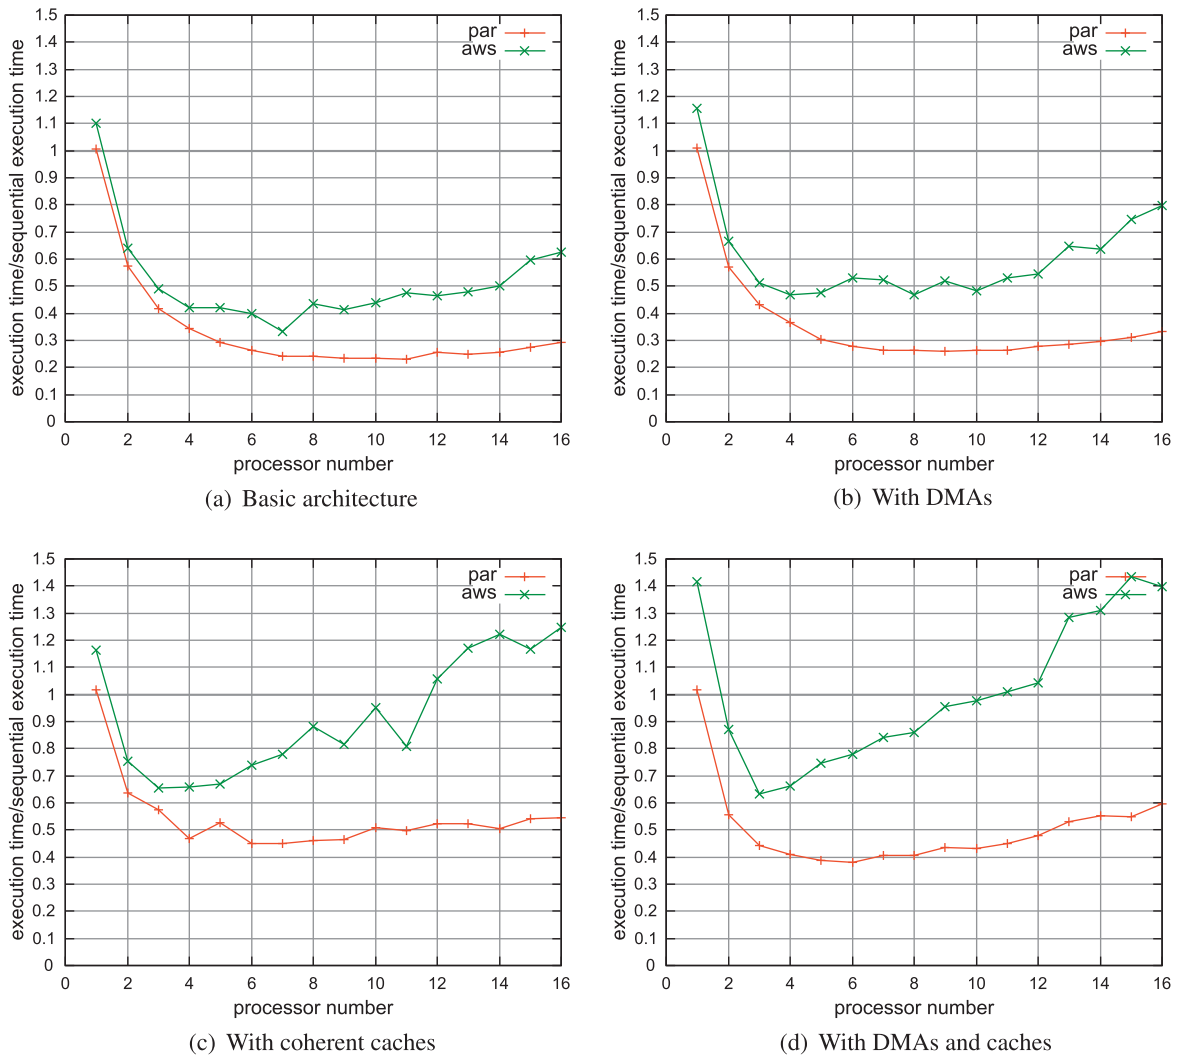 execution time/sequential execution time
1.5
1.4
1.3
1.2
1.1
1
0.9
0.8
0.7
0.6
0.5
0.4
0.3
0.2
0.1
0
par
aws
0 2 4 6 8 10 12 14 16
processor number
(a) Basic architecture
execution time/sequential execution time
1.5
1.4
1.3
1.2
1.1
1
0.9
0.8
0.7
0.6
0.5
0.4
0.3
0.2
0.1
0
par
aws
0 2 4 6 8 10 12 14 16
processor number
(b) With DMAs
execution time/sequential execution time
1.5
1.4
1.3
1.2
1.1
1
0.9
0.8
0.7
0.6
0.5
0.4
0.3
0.2
0.1
0
par
aws
0 2 4 6 8 10 12 14 16
processor number
(c) With coherent caches
execution time/sequential execution time
1.5
1.4
1.3
1.2
1.1
1
0.9
0.8
0.7
0.6
0.5
0.4
0.3
0.2
0.1
0
par
aws
0 2 4 6 8 10 12 14 16
processor number
(d) With DMAs and caches